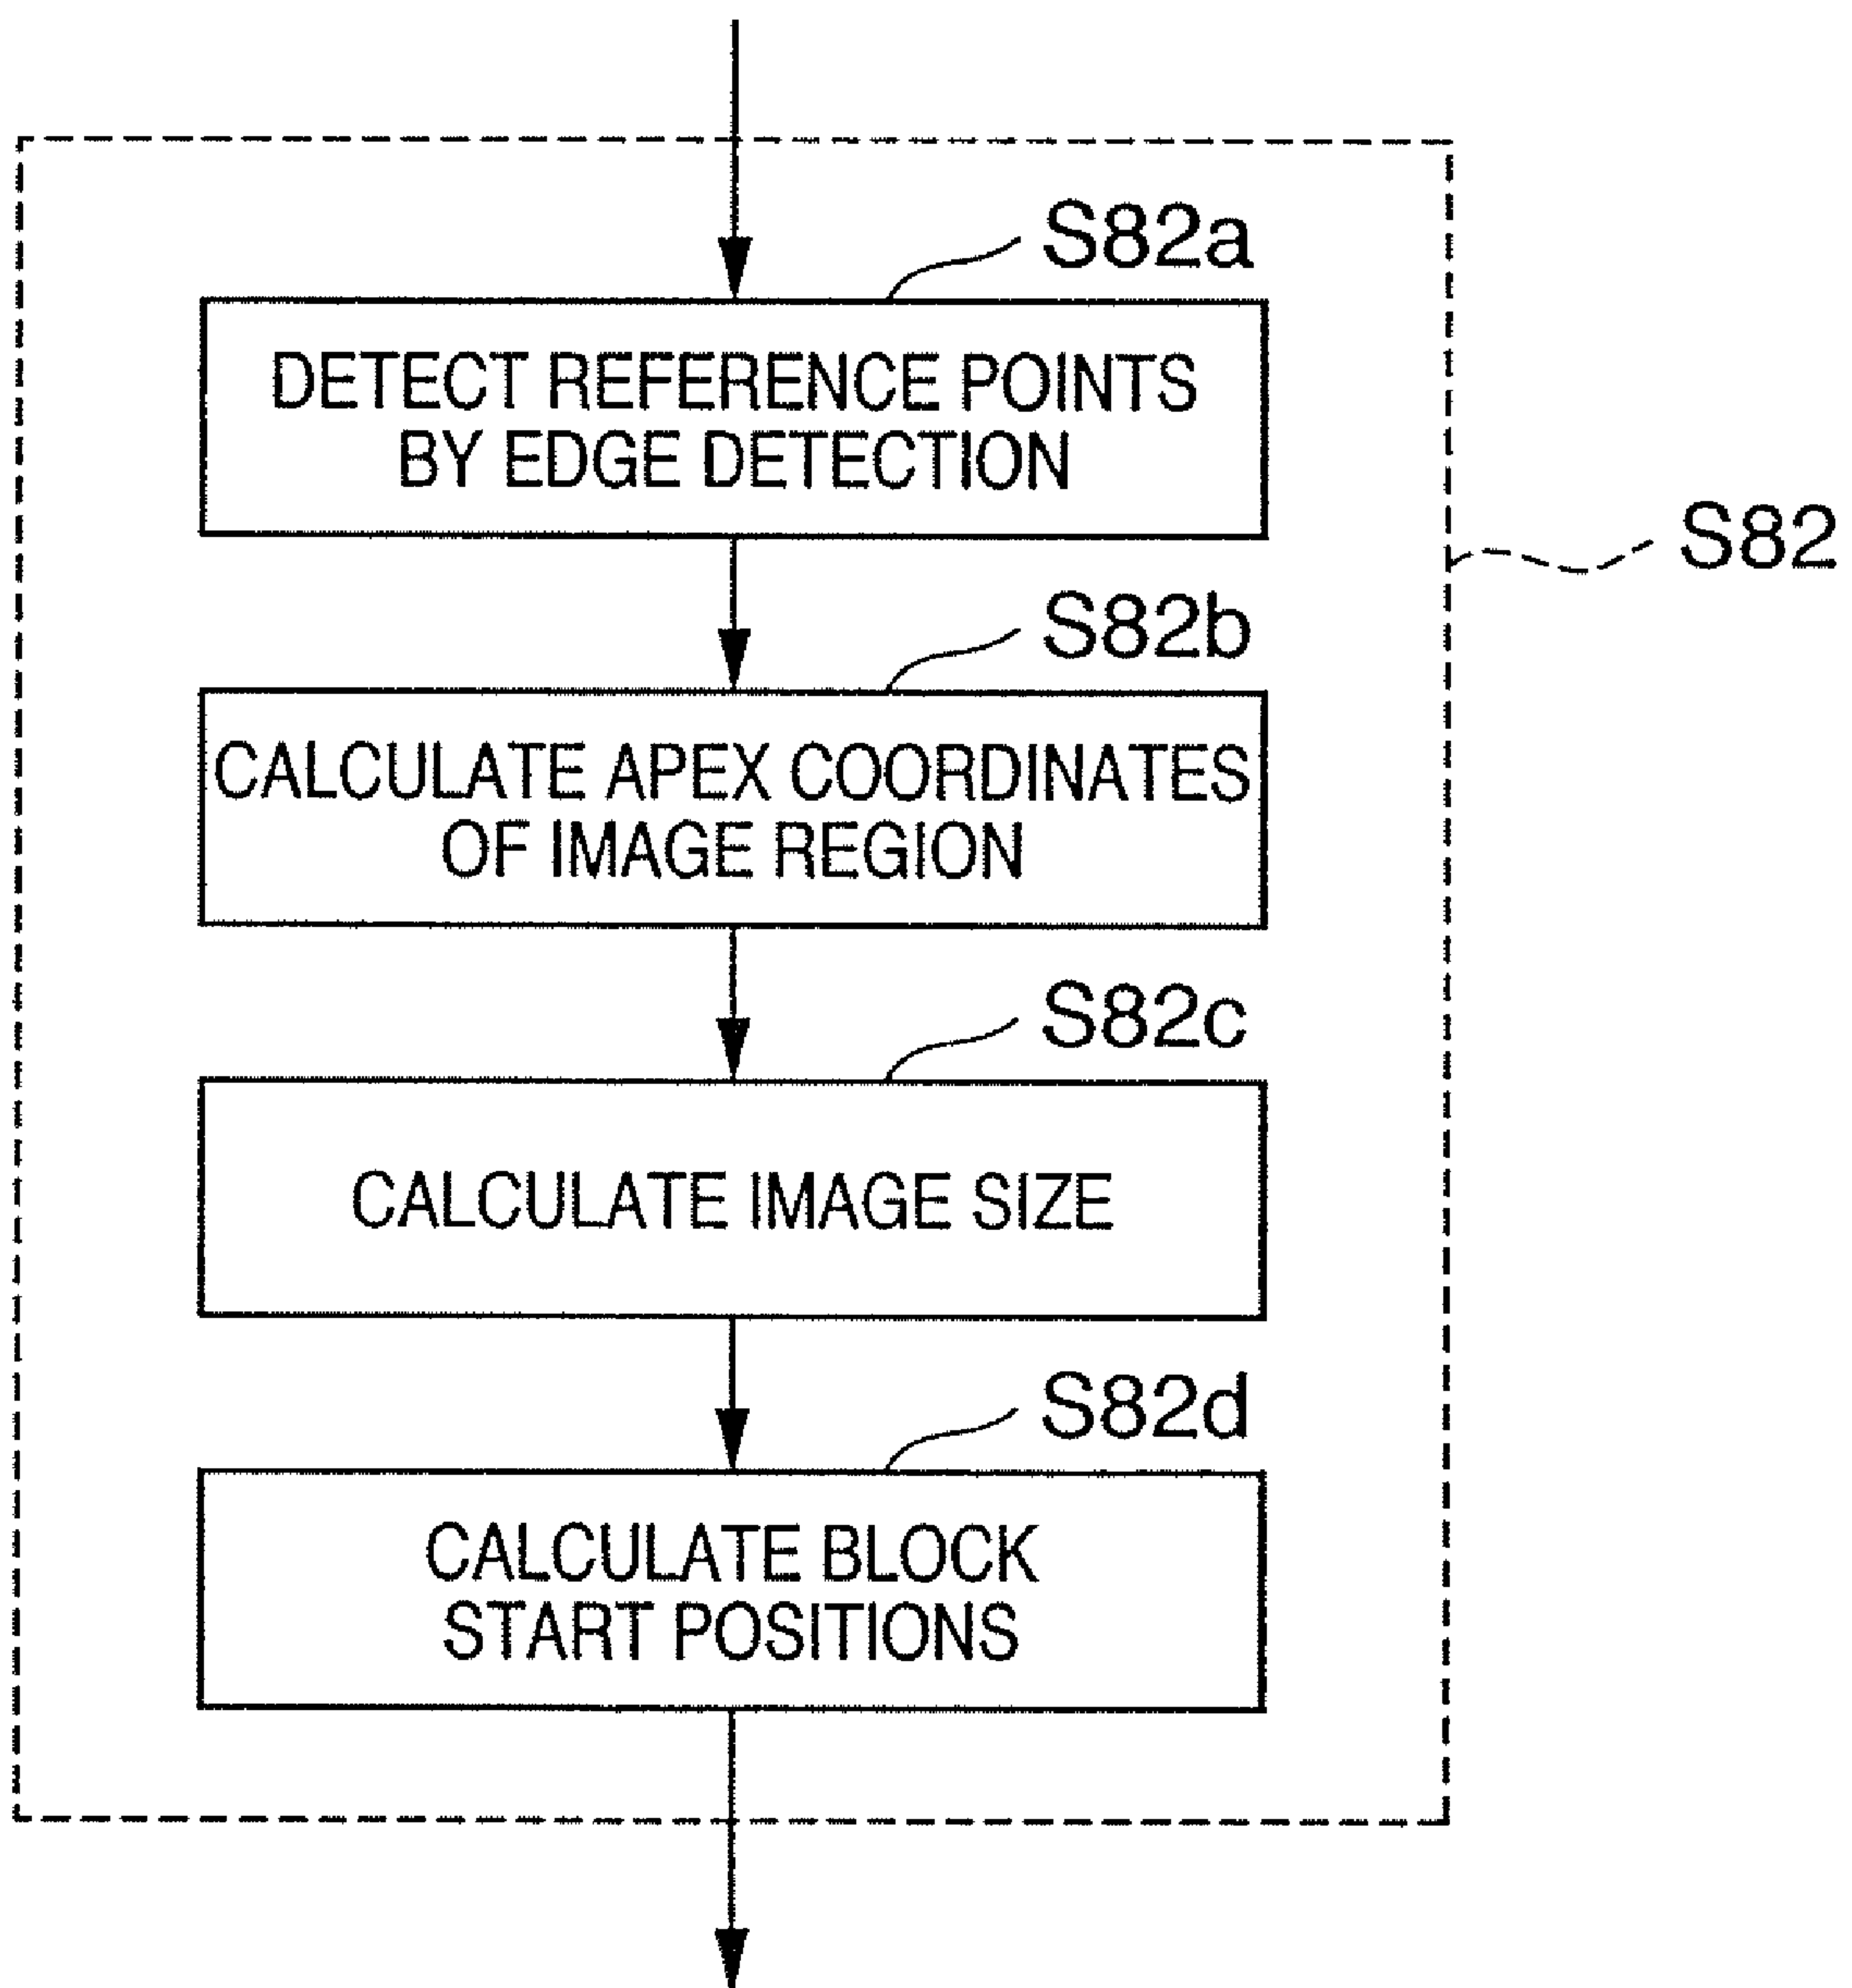 S82a
DETECT REFERENCE POINTS
BY EDGE DETECTION
S82
S82b
CALCULATE APEX COORDINATES
OF IMAGE REGION
S82c
CALCULATE IMAGE SIZE
S82d
CALCULATE BLOCK
START POSITIONS